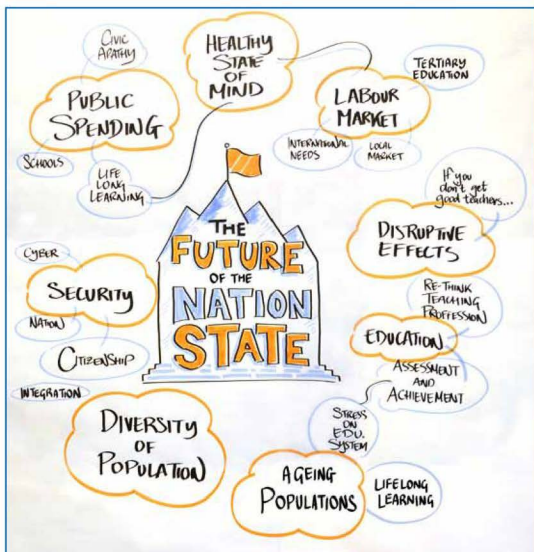 CIVIC
APATHY
PUBLIC
SPENDING
SCHOOLS
LIFE
LONG
LEARNING
HEALTHY
STATE
OF
MIND
LABOUR
MARKET
TERTIARY
EDUCATION
INTERNATIONAL
NEEDS
LOCAL
MARKET
If you
don't get
good teachers...
DISRUPTIVE
EFFECTS
THE
FUTURE
OF THE
NATION
STATE
CYBER
SECURITY
NATION
CITIZENSHIP
INTEGRATION
RE-THINK
TEACHING
PROFFESSION
EDUCATION
ASSESSMENT
AND
ACHIEVEMENT
DIVERSITY
OF
POPULATION
STRESS
ON
EDU.
SYSTEM
AGEING
POPULATIONS
LIFELONG
LEARNING